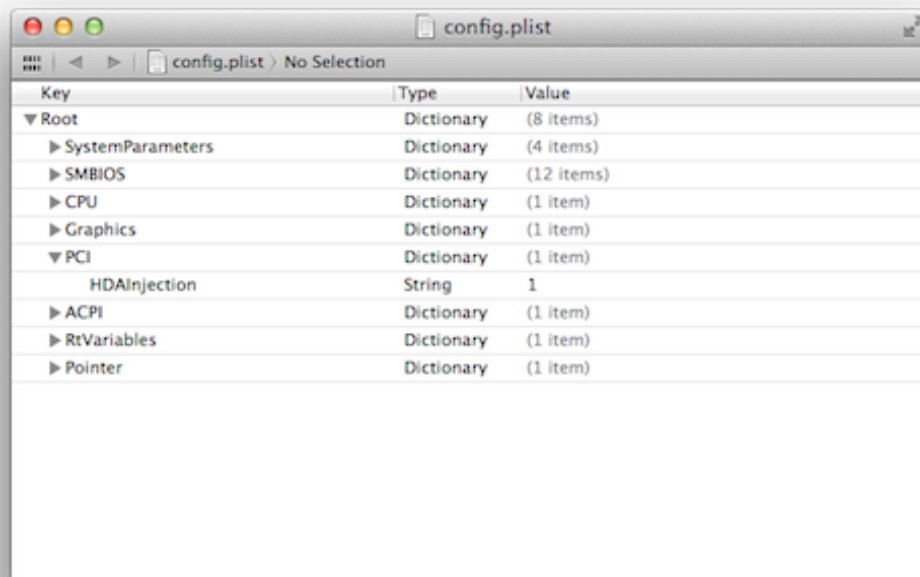 config.plist
config.plist No Selection
Key Type Value
Root Dictionary (8 items)
SystemParameters Dictionary (4 items)
SMBIOS Dictionary (12 items)
CPU Dictionary (1 item)
Graphics Dictionary (1 item)
PCI Dictionary (1 item)
HDAInjection String 1
ACPI Dictionary (1 item)
RtVariables Dictionary (1 item)
Pointer Dictionary (1 item)